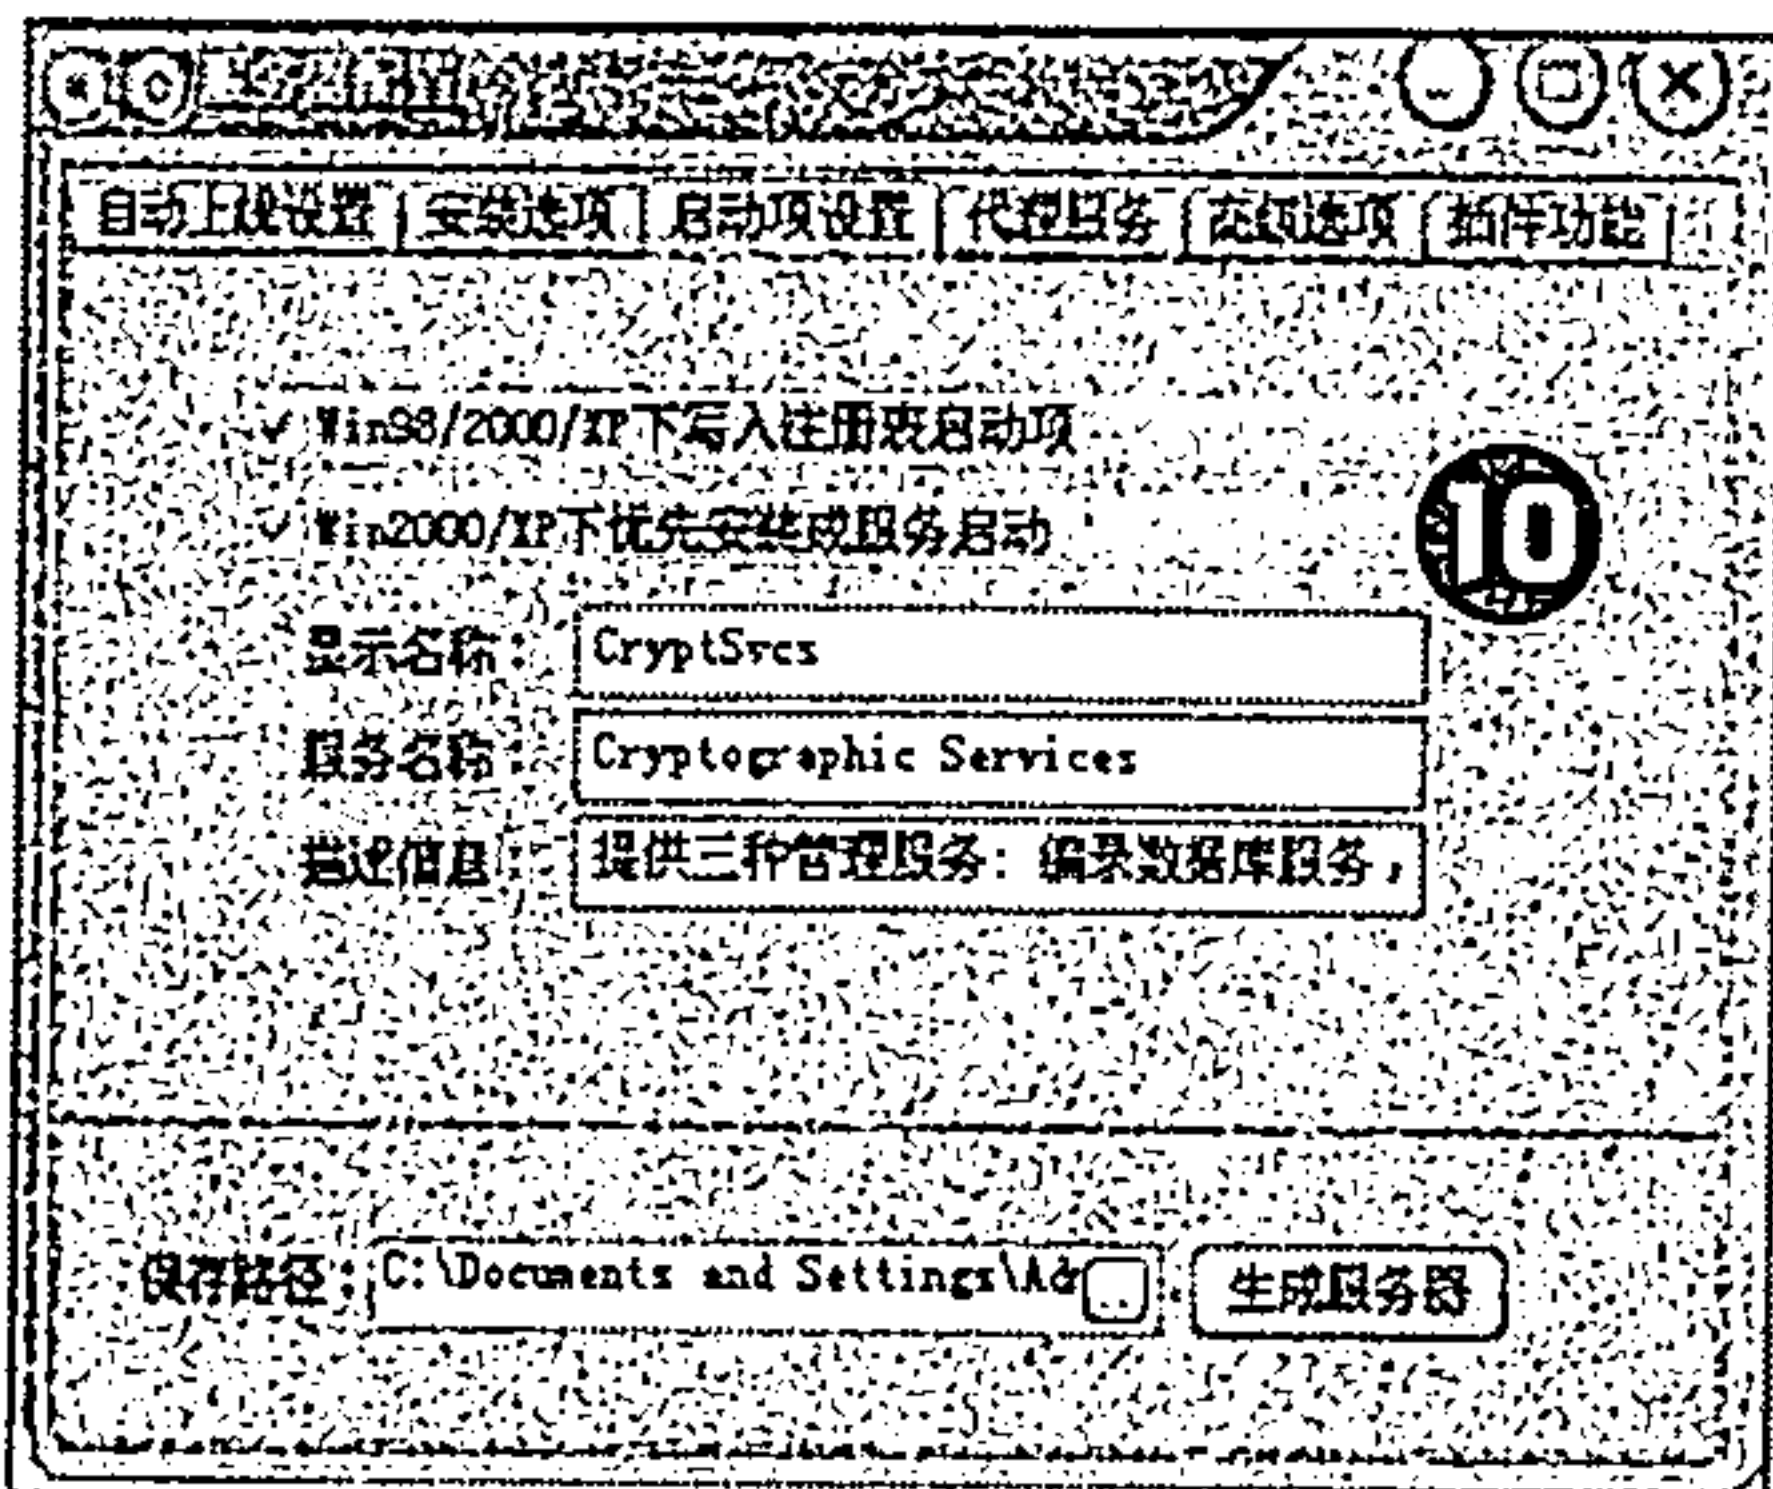 自动上线设置 安装选项 启动项设置 代理服务 高级选项 插件功能
Win98/2000/XP下写入注册表启动项
10
Win2000/XP下优先安装成服务启动
显示名称: CryptSvcs
服务名称: Cryptographic Services
描述信息: 提供三种管理服务: 编录数据库服务,
保存路径: C:\Documents and Settings\Ad ..
生成服务器